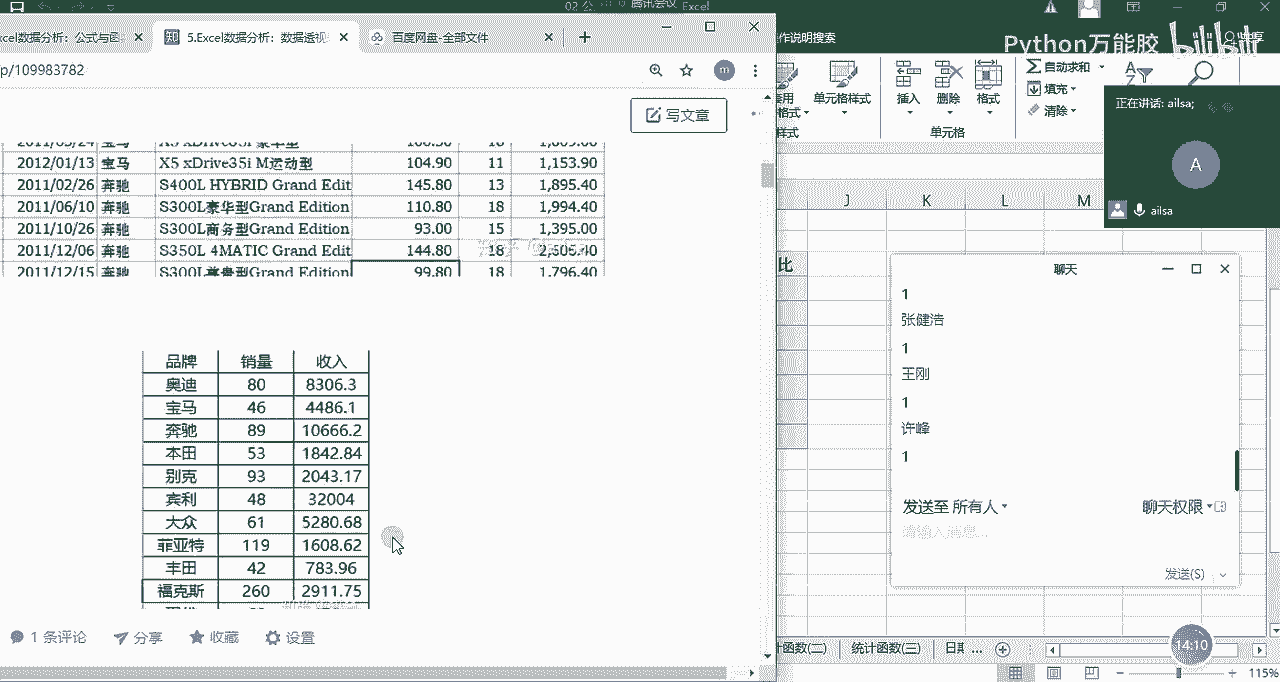 02 公 腾讯会议 Excel
xcel数据分析：公式与函
5.Excel数据分析：数据透视
百度网盘-全部文件
p/109983782
写文章
Python万能胶 bilibili
作说明搜索
共享
套用
格式
单元格样式
样式
插入
删除
格式
单元格
自动求和
填充
清除
正在讲话: ailsa;
A
ailsa
2011/05/24 宝马 X5 xDrive35i 豪华型
2012/01/13 宝马 X5 xDrive35i M运动型 104.90 11 1,153.90
2011/02/26 奔驰 S400L HYBRID Grand Edit 145.80 13 1,895.40
2011/06/10 奔驰 S300L豪华型Grand Edition 110.80 18 1,994.40
2011/10/26 奔驰 S300L商务型Grand Edition 93.00 15 1,395.00
2011/12/06 奔驰 S350L 4MATIC Grand Edit 144.80 18 2,606.40
2011/12/15 奔驰 S300L尊贵型Grand Edition 99.80 18 1,796.40
J K L M
比
品牌 销量 收入
奥迪 80 8306.3
宝马 46 4486.1
奔驰 89 10666.2
本田 53 1842.84
别克 93 2043.17
宾利 48 32004
大众 61 5280.68
菲亚特 119 1608.62
丰田 42 783.96
福克斯 260 2911.75
聊天
1
张健浩
1
王刚
1
许峰
1
发送至 所有人
聊天权限
请输入消息...
发送(S)
1 条评论 分享 收藏 设置
计函数(二) 统计函数(三) 日期 ...
14:10
115%